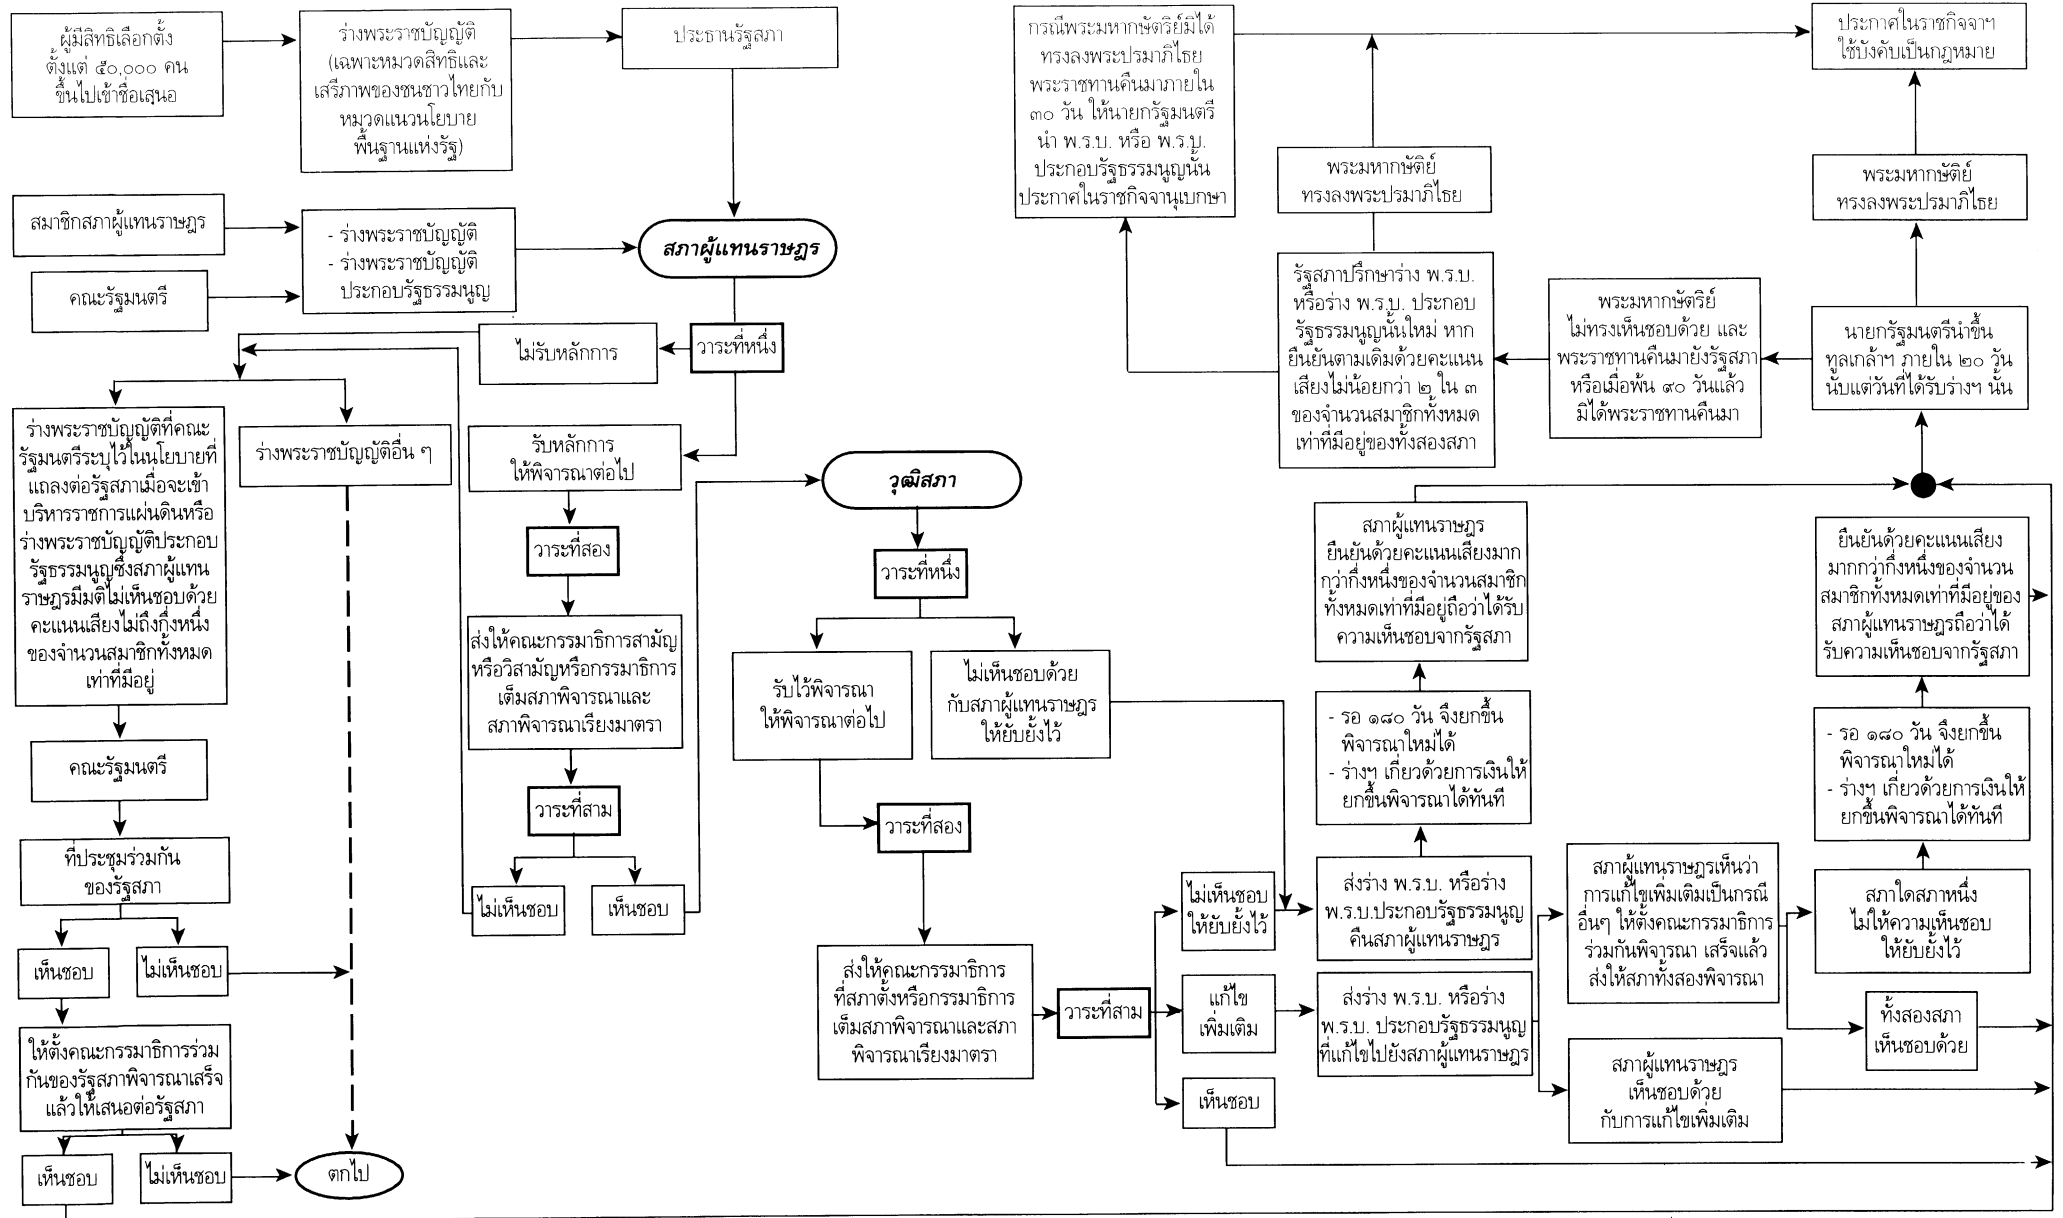 ผู้มีสิทธิเลือกตั้ง
ตั้งแต่ ๕๐,๐๐๐ คน
ขึ้นไปเข้าชื่อเสนอ
ร่างพระราชบัญญัติ
(เฉพาะหมวดสิทธิและ
เสรีภาพของชนชาวไทยกับ
หมวดแนวนโยบาย
พื้นฐานแห่งรัฐ)
ประธานรัฐสภา
สมาชิกสภาผู้แทนราษฎร
คณะรัฐมนตรี
- ร่างพระราชบัญญัติ
- ร่างพระราชบัญญัติ
ประกอบรัฐธรรมนูญ
สภาผู้แทนราษฎร
วาระที่หนึ่ง
ไม่รับหลักการ
ร่างพระราชบัญญัติที่คณะ
รัฐมนตรีระบุไว้ในนโยบายที่
แถลงต่อรัฐสภาเมื่อจะเข้า
บริหารราชการแผ่นดินหรือ
ร่างพระราชบัญญัติประกอบ
รัฐธรรมนูญซึ่งสภาผู้แทน
ราษฎรมีมติไม่เห็นชอบด้วย
คะแนนเสียงไม่ถึงกึ่งหนึ่ง
ของจำนวนสมาชิกทั้งหมด
เท่าที่มีอยู่
ร่างพระราชบัญญัติอื่น ๆ
คณะรัฐมนตรี
ที่ประชุมร่วมกัน
ของรัฐสภา
เห็นชอบ
ไม่เห็นชอบ
ให้ตั้งคณะกรรมาธิการร่วม
กันของรัฐสภาพิจารณาเสร็จ
แล้วให้เสนอต่อรัฐสภา
เห็นชอบ
ไม่เห็นชอบ
ตกไป
รับหลักการ
ให้พิจารณาต่อไป
วาระที่สอง
ส่งให้คณะกรรมาธิการสามัญ
หรือวิสามัญหรือกรรมาธิการ
เต็มสภาพิจารณาและ
สภาพิจารณาเรียงมาตรา
วาระที่สาม
ไม่เห็นชอบ
เห็นชอบ
วุฒิสภา
วาระที่หนึ่ง
รับไว้พิจารณา
ให้พิจารณาต่อไป
ไม่เห็นชอบด้วย
กับสภาผู้แทนราษฎร
ให้ยับยั้งไว้
วาระที่สอง
ส่งให้คณะกรรมาธิการ
ที่สภาตั้งหรือกรรมาธิการ
เต็มสภาพิจารณาและสภา
พิจารณาเรียงมาตรา
วาระที่สาม
ไม่เห็นชอบ
ให้ยับยั้งไว้
แก้ไข
เพิ่มเติม
เห็นชอบ
ส่งร่าง พ.ร.บ. หรือร่าง
พ.ร.บ.ประกอบรัฐธรรมนูญ
คืนสภาผู้แทนราษฎร
ส่งร่าง พ.ร.บ. หรือร่าง
พ.ร.บ. ประกอบรัฐธรรมนูญ
ที่แก้ไขไปยังสภาผู้แทนราษฎร
- รอ ๑๘๐ วัน จึงยกขึ้น
พิจารณาใหม่ได้
- ร่างฯ เกี่ยวด้วยการเงินให้
ยกขึ้นพิจารณาได้ทันที
สภาผู้แทนราษฎร
ยืนยันด้วยคะแนนเสียงมาก
กว่ากึ่งหนึ่งของจำนวนสมาชิก
ทั้งหมดเท่าที่มีอยู่ถือว่าได้รับ
ความเห็นชอบจากรัฐสภา
สภาผู้แทนราษฎรเห็นว่า
การแก้ไขเพิ่มเติมเป็นกรณี
อื่นๆ ให้ตั้งคณะกรรมาธิการ
ร่วมกันพิจารณา เสร็จแล้ว
ส่งให้สภาทั้งสองพิจารณา
สภาผู้แทนราษฎร
เห็นชอบด้วย
กับการแก้ไขเพิ่มเติม
สภาใดสภาหนึ่ง
ไม่ให้ความเห็นชอบ
ให้ยับยั้งไว้
ทั้งสองสภา
เห็นชอบด้วย
- รอ ๑๘๐ วัน จึงยกขึ้น
พิจารณาใหม่ได้
- ร่างฯ เกี่ยวด้วยการเงินให้
ยกขึ้นพิจารณาได้ทันที
ยืนยันด้วยคะแนนเสียง
มากกว่ากึ่งหนึ่งของจำนวน
สมาชิกทั้งหมดเท่าที่มีอยู่ของ
สภาผู้แทนราษฎรถือว่าได้
รับความเห็นชอบจากรัฐสภา
นายกรัฐมนตรีนำขึ้น
ทูลเกล้าฯ ภายใน ๒๐ วัน
นับแต่วันที่ได้รับร่างฯ นั้น
พระมหากษัตริย์
ไม่ทรงเห็นชอบด้วย และ
พระราชทานคืนมายังรัฐสภา
หรือเมื่อพ้น ๙๐ วันแล้ว
มิได้พระราชทานคืนมา
รัฐสภาปรึกษาร่าง พ.ร.บ.
หรือร่าง พ.ร.บ. ประกอบ
รัฐธรรมนูญนั้นใหม่ หาก
ยืนยันตามเดิมด้วยคะแนน
เสียงไม่น้อยกว่า ๒ ใน ๓
ของจำนวนสมาชิกทั้งหมด
เท่าที่มีอยู่ของทั้งสองสภา
พระมหากษัติย์
ทรงลงพระปรมาภิไธย
กรณีพระมหากษัตริย์มิได้
ทรงลงพระปรมาภิไธย
พระราชทานคืนมาภายใน
๓๐ วัน ให้นายกรัฐมนตรี
นำ พ.ร.บ. หรือ พ.ร.บ.
ประกอบรัฐธรรมนูญนั้น
ประกาศในราชกิจจานุเบกษา
พระมหากษัติย์
ทรงลงพระปรมาภิไธย
ประกาศในราชกิจจาฯ
ใช้บังคับเป็นกฎหมาย